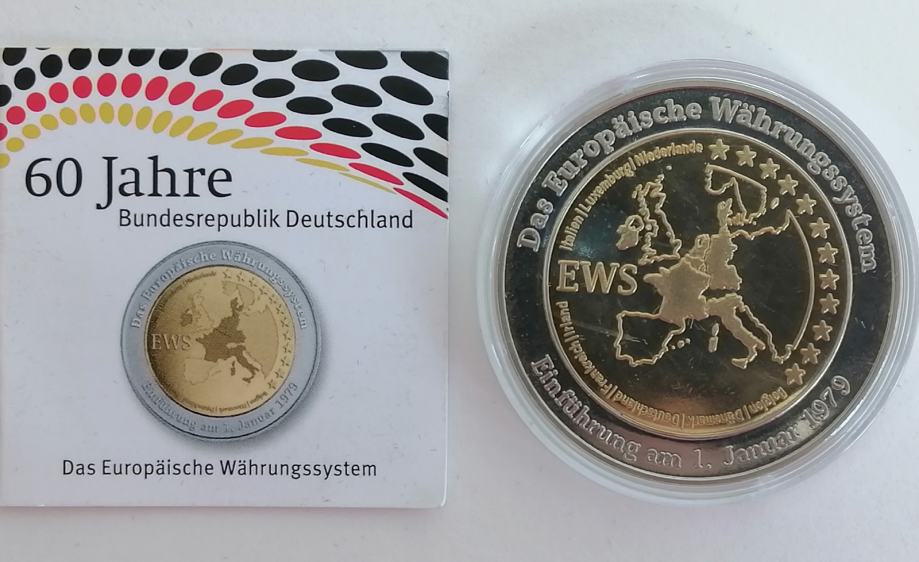 60 Jahre
Bundesrepublik Deutschland
Das Europäische Währungssystem
EWS
Einführung am 1. Januar 1979
Das Europäische Währungssystem
Das Europäische Währungssystem
Italien | Luxemburg | Niederlande
EWS
Belgien | Dänemark | Deutschland | Frankreich | Irland
Einführung am 1. Januar 1979